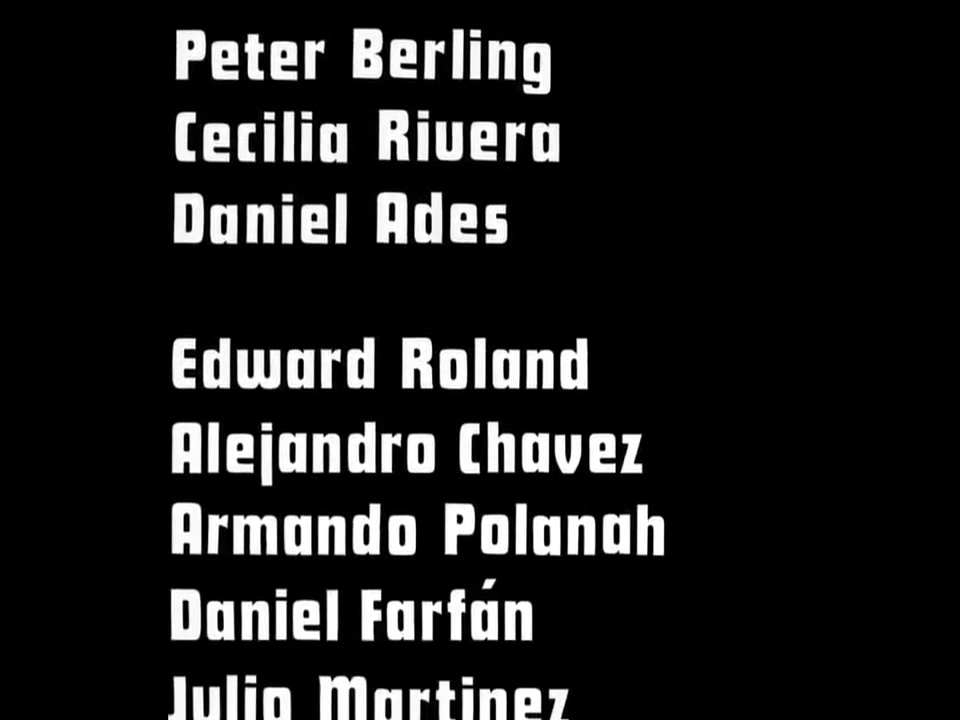 Peter Berling
Cecilia Rivera
Daniel Ades
Edward Roland
Alejandro Chavez
Armando Polanah
Daniel Farfán
Julio Martinez